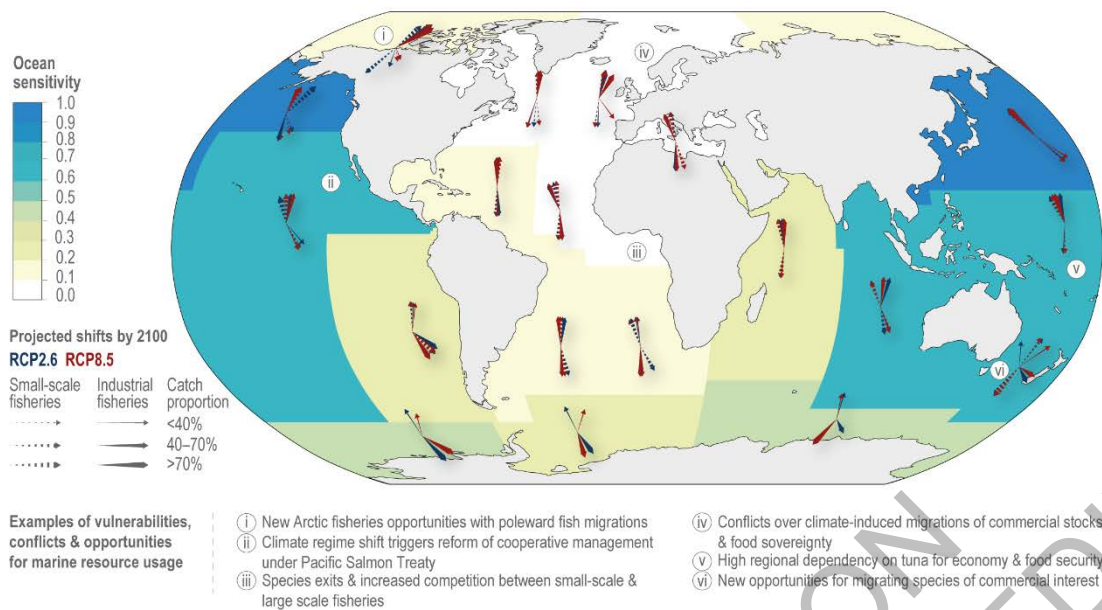 Ocean
sensitivity
1.0
0.9
0.8
0.7
0.6
0.5
0.4
0.3
0.2
0.1
0.0
i
ii
iii
iv
v
vi
Projected shifts by 2100
RCP2.6 RCP8.5
Small-scale fisheries
Industrial fisheries
Catch proportion
<40%
40–70%
>70%
Examples of vulnerabilities,
conflicts & opportunities
for marine resource usage
i New Arctic fisheries opportunities with poleward fish migrations
ii Climate regime shift triggers reform of cooperative management
under Pacific Salmon Treaty
iii Species exits & increased competition between small-scale &
large scale fisheries
iv Conflicts over climate-induced migrations of commercial stocks
& food sovereignty
v High regional dependency on tuna for economy & food security
vi New opportunities for migrating species of commercial interest